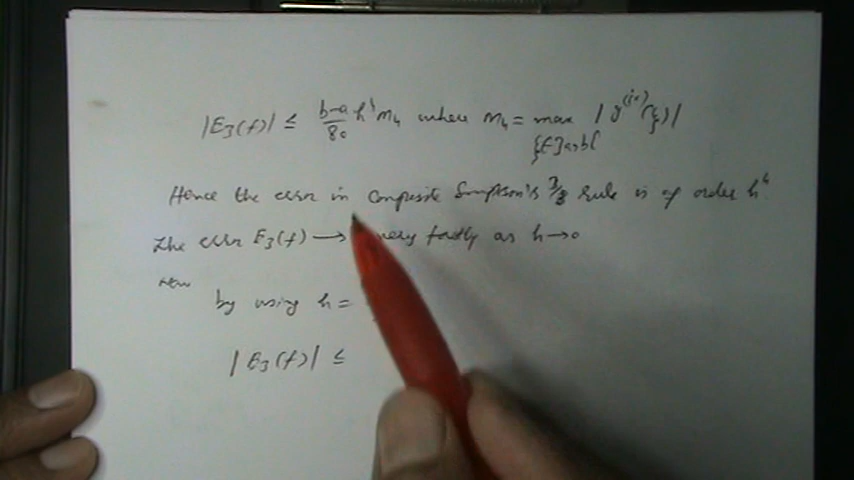 |E₃(f)| ≤ b-a/80 h⁴ M₄ where M₄ = max |y⁽ⁱᵛ⁾(ξ)|
ξ∈]a,b[
Hence the error in composite Simpson's 3/8 rule is of order h⁴
The error E₃(f) → very fastly as h→0
Now
by using h =
|E₃(f)| ≤